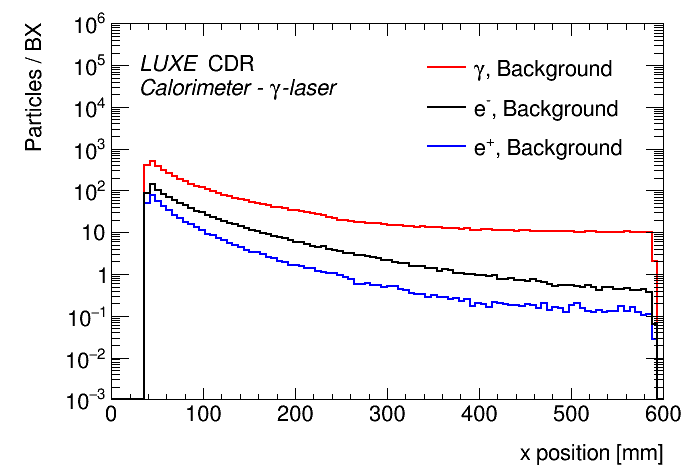 Particles / BX
10⁶
10⁵
10⁴
10³
10²
10
1
10⁻¹
10⁻²
10⁻³
LUXE CDR
Calorimeter - γ-laser
γ, Background
e⁻, Background
e⁺, Background
0 100 200 300 400 500 600
x position [mm]